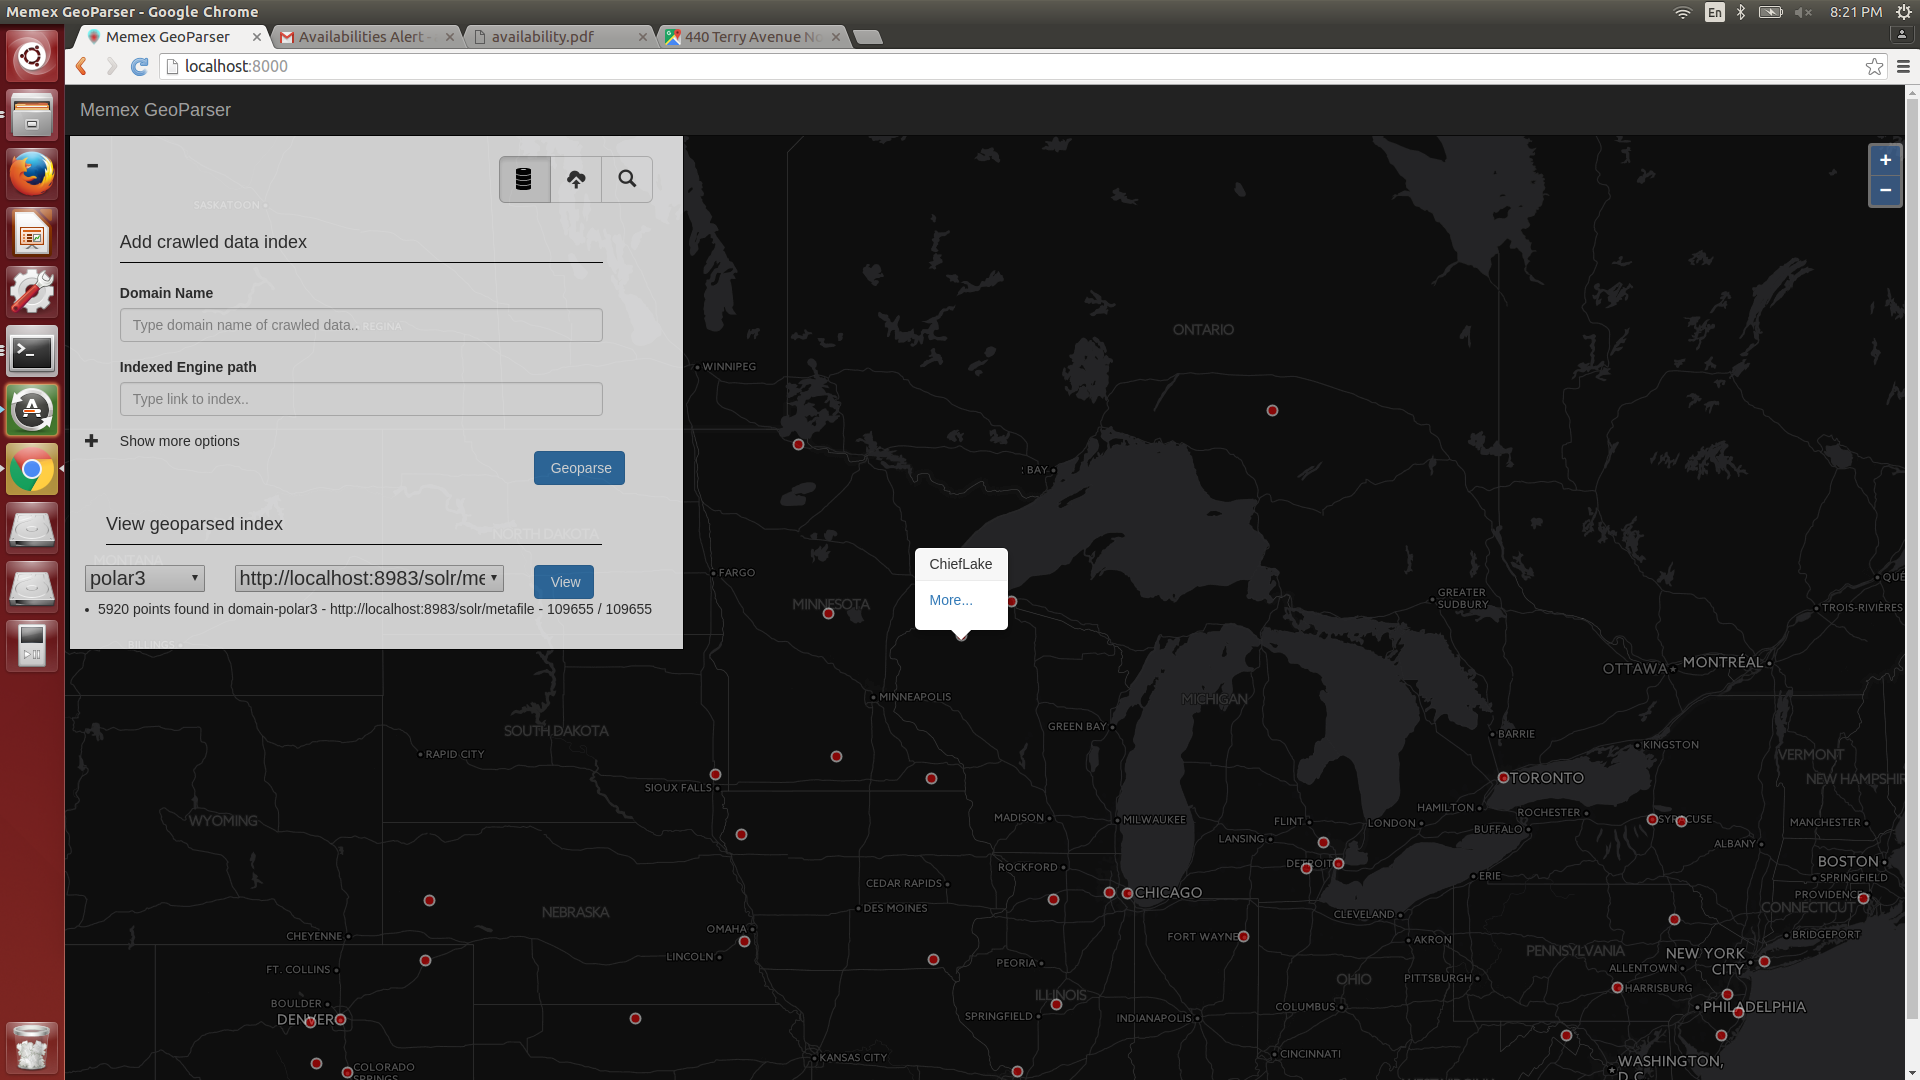 Memex GeoParser - Google Chrome
En
8:21 PM
Memex GeoParser
Availabilities Alert -
availability.pdf
440 Terry Avenue No
localhost:8000
Memex GeoParser
+
−
SASKATOON
Add crawled data index
Domain Name
Type domain name of crawled data..
REGINA
Indexed Engine path
Type link to index..
Show more options
Geoparse
View geoparsed index
NORTH DAKOTA
MONTANA
polar3
http://localhost:8983/solr/me
View
5920 points found in domain-polar3 - http://localhost:8983/solr/metafile - 109655 / 109655
BILLINGS
ONTARIO
WINNIPEG
BAY
ChiefLake
More...
FARGO
MINNESOTA
GREATER
SUDBURY
QUÉ
TROIS-RIVIÈRES
OTTAWA
MONTRÉAL
MINNEAPOLIS
MICHIGAN
GREEN BAY
SOUTH DAKOTA
BARRIE
KINGSTON
RAPID CITY
VERMONT
NEW HAMPSHIR
SIOUX FALLS
TORONTO
HAMILTON
ROCHESTER
WYOMING
MADISON
MILWAUKEE
FLINT
LONDON
BUFFALO
SYRACUSE
MANCHESTER
LANSING
ALBANY
ROCKFORD
DETROIT
BOSTON
CEDAR RAPIDS
ERIE
SPRINGFIELD
CHICAGO
PROVIDENCE
CONNECTICUT
NEBRASKA
DES MOINES
CLEVELAND
OMAHA
CHEYENNE
FORT WAYNE
AKRON
BRIDGEPORT
LINCOLN
PENNSYLVANIA
NEW YORK
CITY
FT. COLLINS
PEORIA
OHIO
PITTSBURGH
ALLENTOWN
HARRISBURG
BOULDER
ILLINOIS
COLUMBUS
PHILADELPHIA
DENVER
SPRINGFIELD
INDIANAPOLIS
KANSAS CITY
CINCINNATI
COLORADO
SPRINGS
WASHINGTON,
D.C.